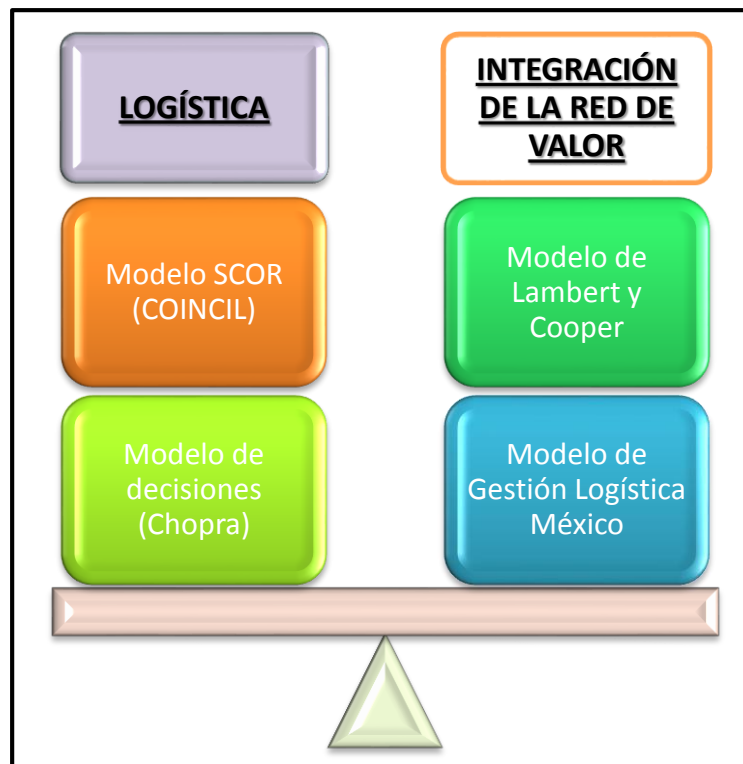 LOGÍSTICA
INTEGRACIÓN
DE LA RED DE
VALOR
Modelo SCOR
(COINCIL)
Modelo de
Lambert y
Cooper
Modelo de
decisiones
(Chopra)
Modelo de
Gestión Logística
México